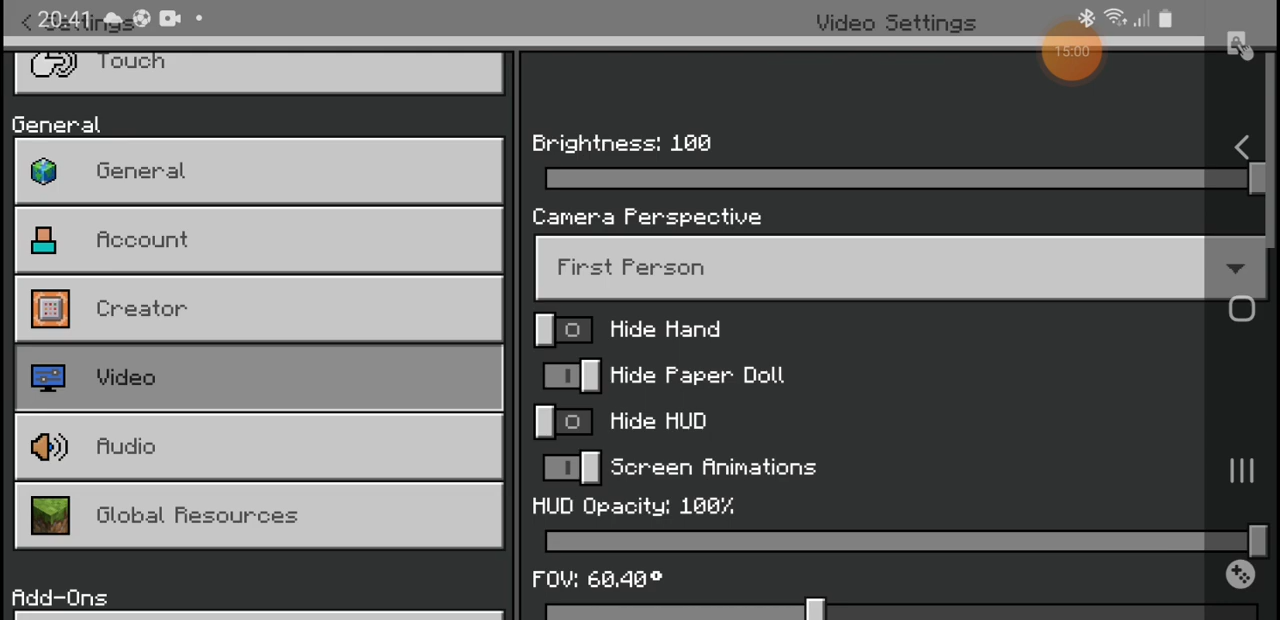 20:41
Settings
Video Settings
15:00
Touch
General
General
Account
Creator
Video
Audio
Global Resources
Add-Ons
Brightness: 100
Camera Perspective
First Person
Hide Hand
Hide Paper Doll
Hide HUD
Screen Animations
HUD Opacity: 100%
FOV: 60.40°